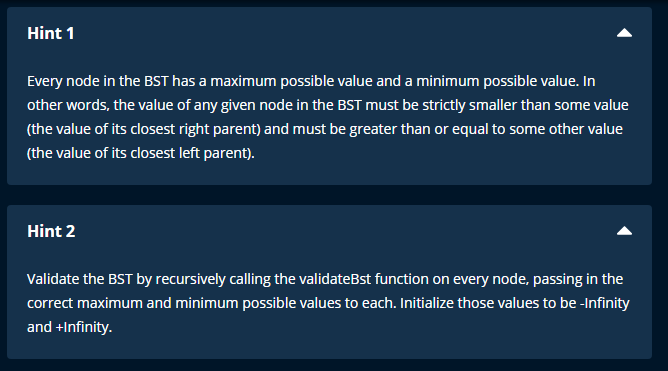 Hint 1
Every node in the BST has a maximum possible value and a minimum possible value. In
other words, the value of any given node in the BST must be strictly smaller than some value
(the value of its closest right parent) and must be greater than or equal to some other value
(the value of its closest left parent).
Hint 2
Validate the BST by recursively calling the validateBst function on every node, passing in the
correct maximum and minimum possible values to each. Initialize those values to be -Infinity
and +Infinity.